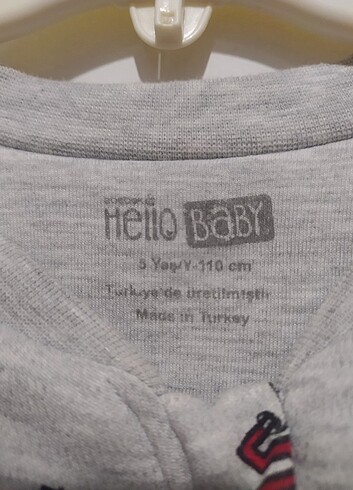 Hello BaBY
5 Yaş/Y-110 cm
Türkiye'de üretilmiştir
Made in Turkey